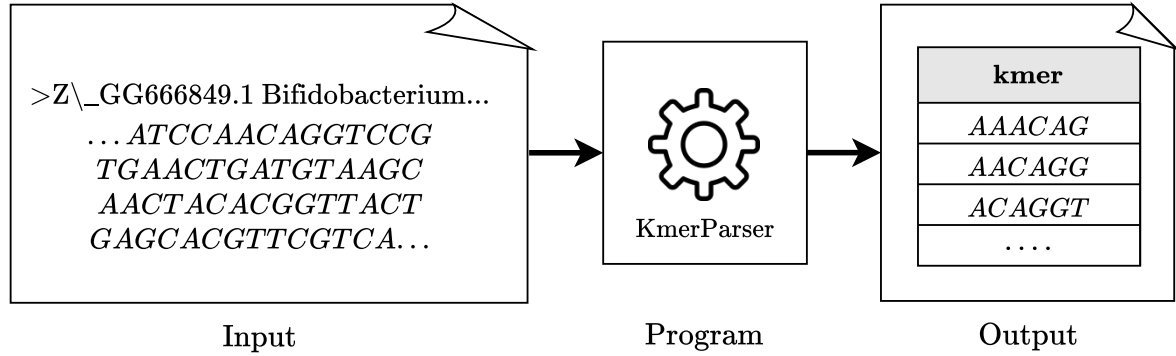 >Z\_GG666849.1 Bifidobacterium...
...ATCCAACAGGTCCG
TGAACTGATGTAAGC
AACTACACGGTTACT
GAGCACGTTCGTCA...
Input
KmerParser
Program
kmer
AAACAG
AACAGG
ACAGGT
....
Output